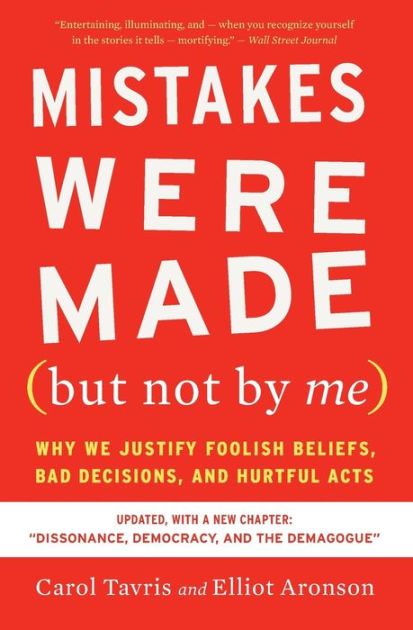 “Entertaining, illuminating, and — when you recognize yourself
in the stories it tells — mortifying.” — Wall Street Journal
MISTAKES
WERE
MADE
(but not by me)
WHY WE JUSTIFY FOOLISH BELIEFS,
BAD DECISIONS, AND HURTFUL ACTS
UPDATED, WITH A NEW CHAPTER:
“DISSONANCE, DEMOCRACY, AND THE DEMAGOGUE”
Carol Tavris and Elliot Aronson